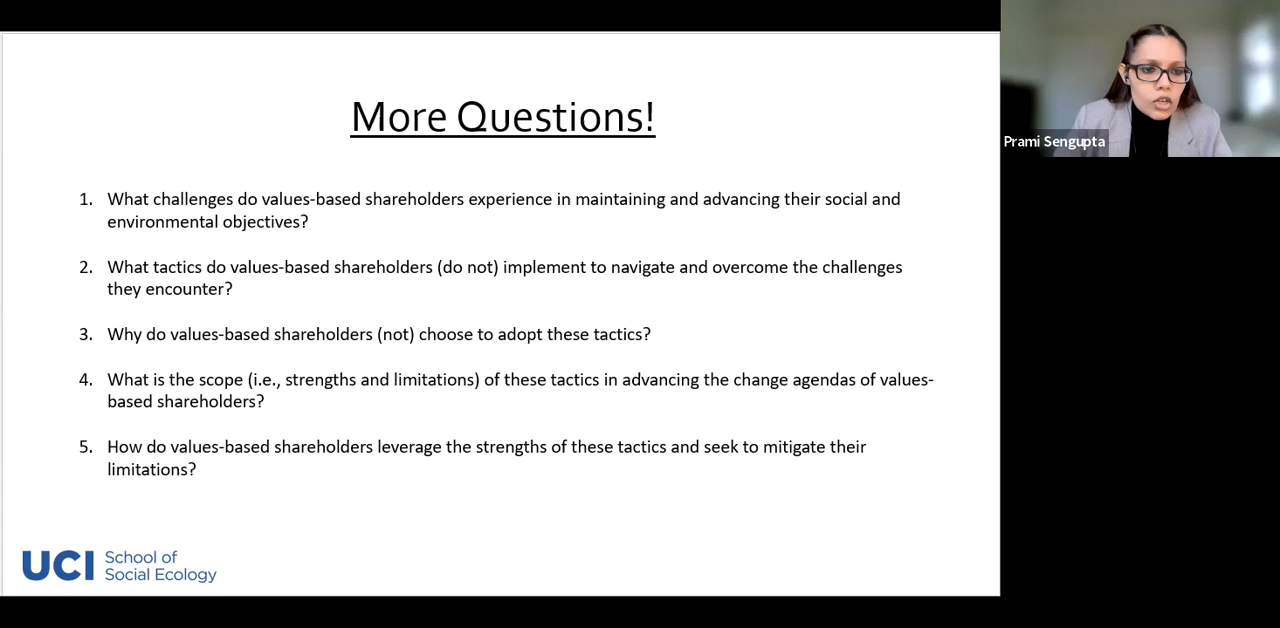 More Questions!
1. What challenges do values-based shareholders experience in maintaining and advancing their social and
environmental objectives?
2. What tactics do values-based shareholders (do not) implement to navigate and overcome the challenges
they encounter?
3. Why do values-based shareholders (not) choose to adopt these tactics?
4. What is the scope (i.e., strengths and limitations) of these tactics in advancing the change agendas of values-
based shareholders?
5. How do values-based shareholders leverage the strengths of these tactics and seek to mitigate their
limitations?
UCI School of
Social Ecology
Prami Sengupta